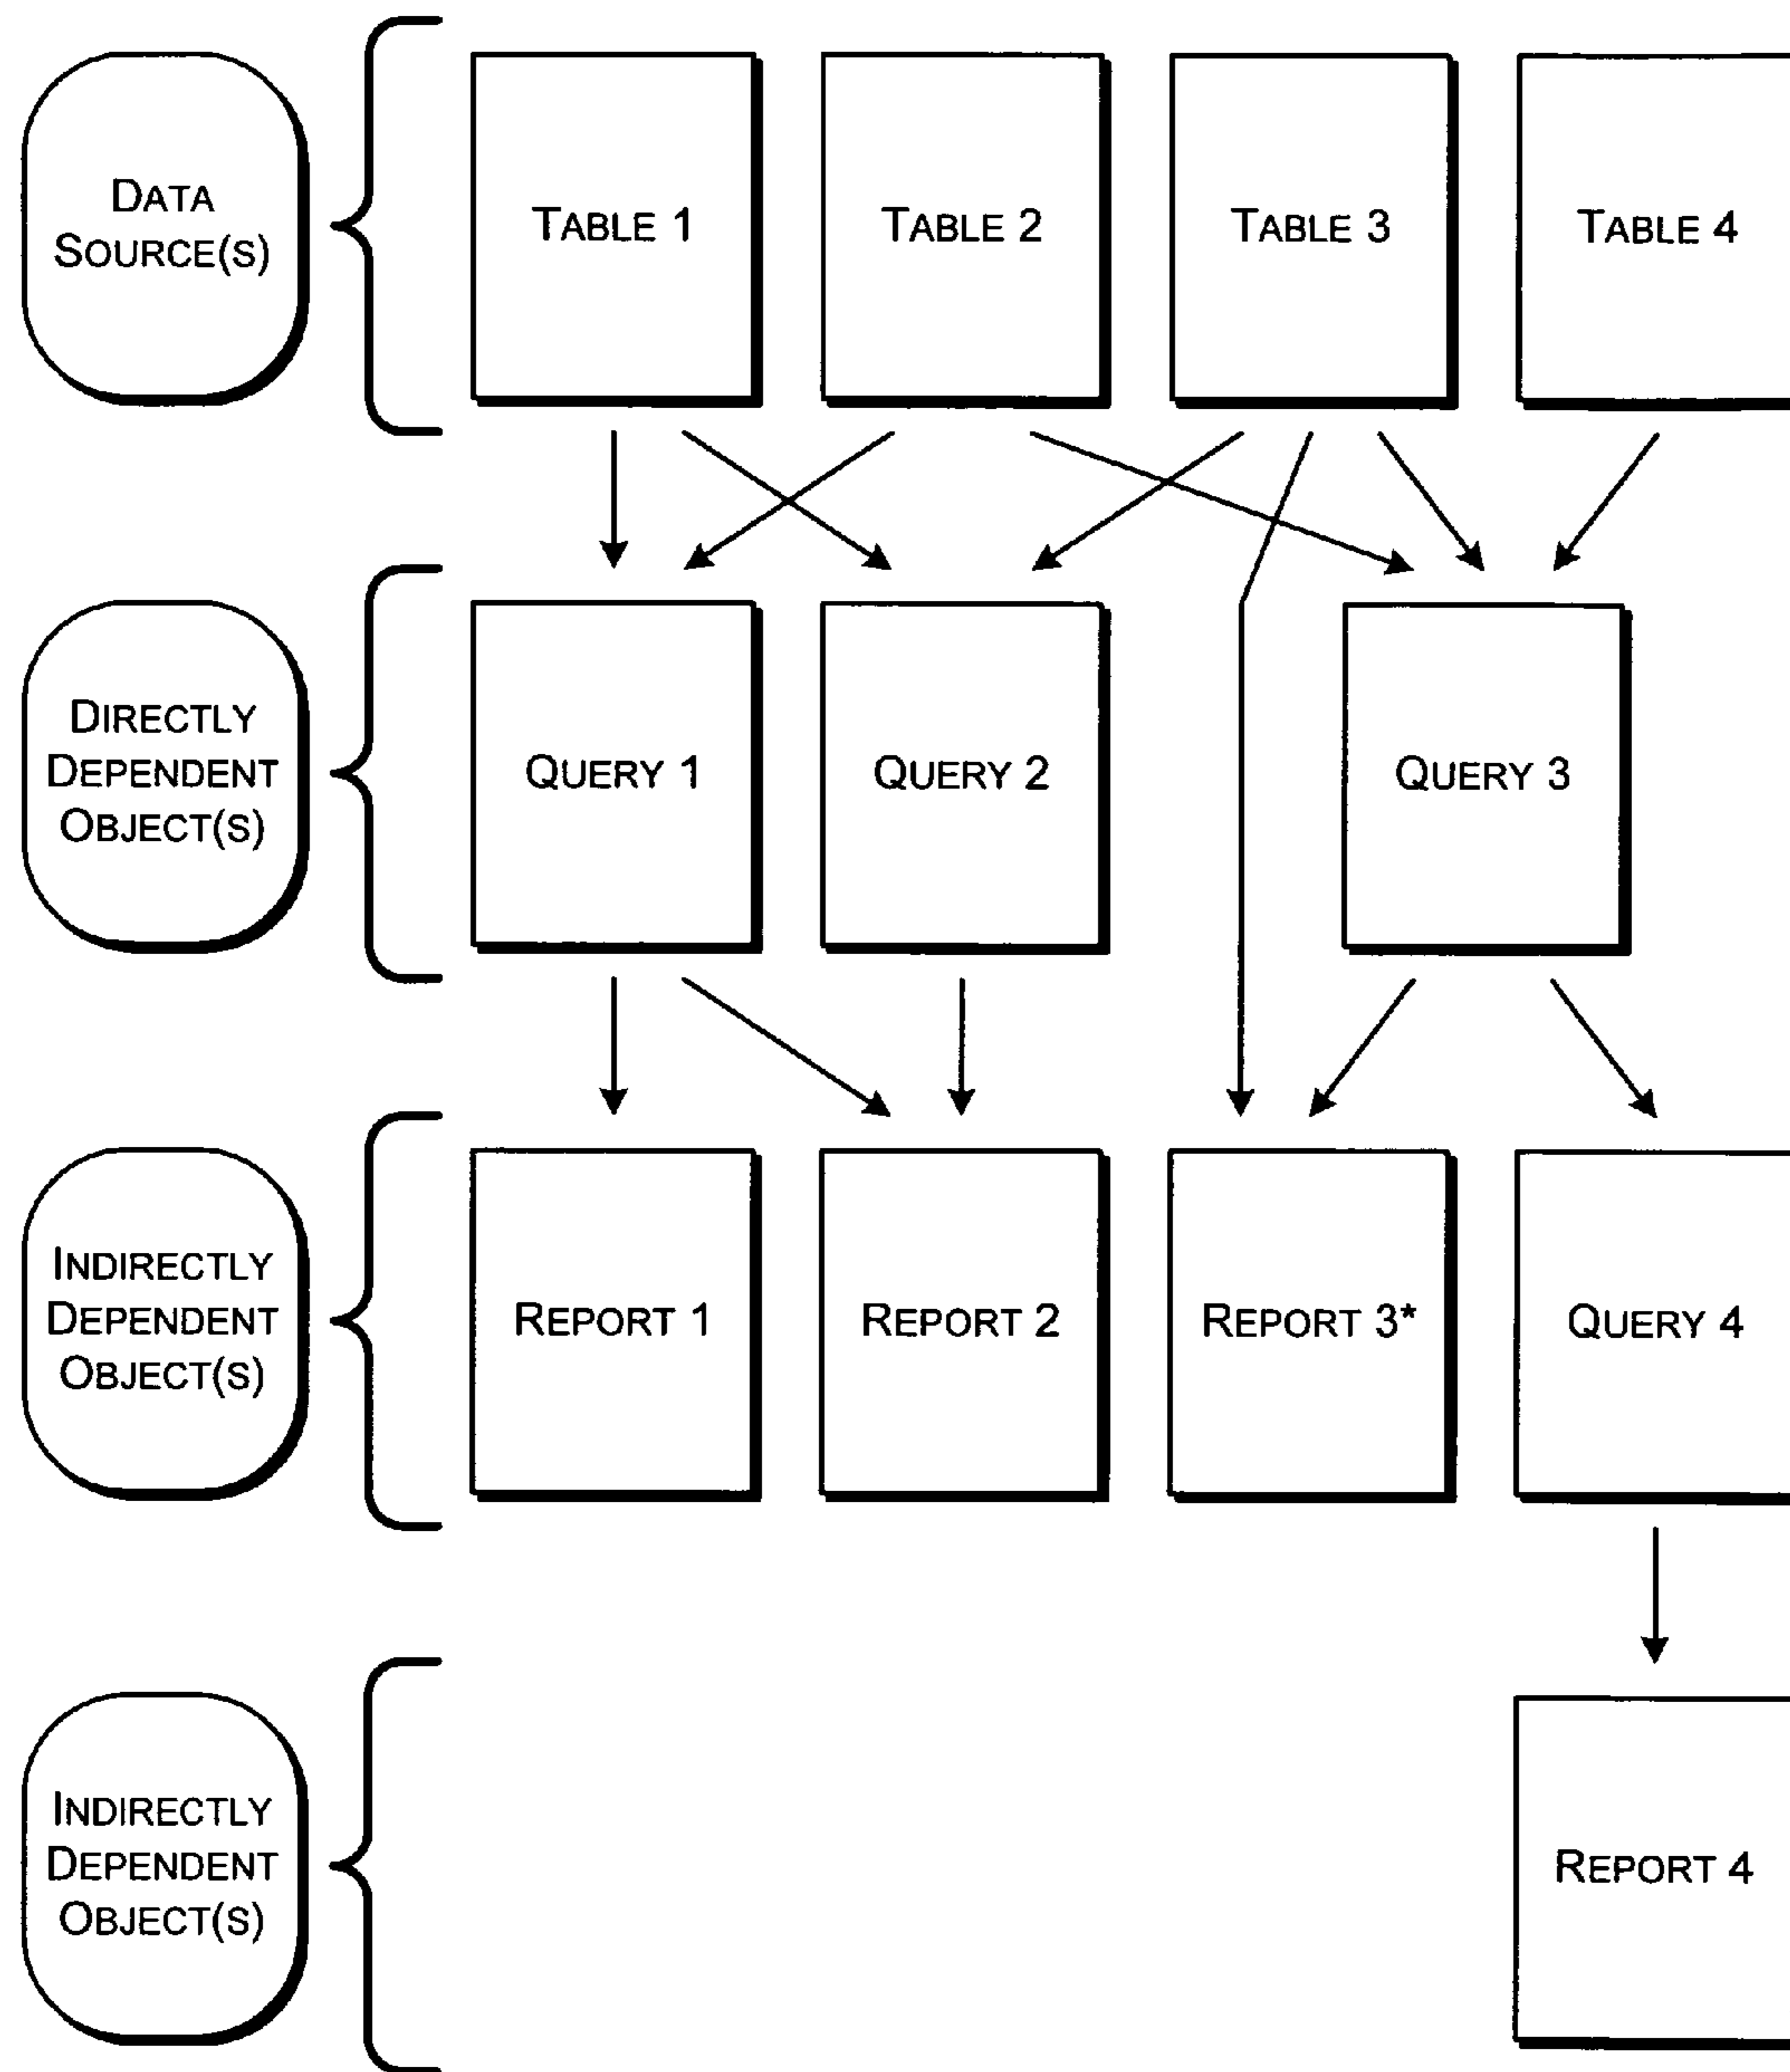 DATA
SOURCE(S)
TABLE 1
TABLE 2
TABLE 3
TABLE 4
DIRECTLY
DEPENDENT
OBJECT(S)
QUERY 1
QUERY 2
QUERY 3
INDIRECTLY
DEPENDENT
OBJECT(S)
REPORT 1
REPORT 2
REPORT 3*
QUERY 4
INDIRECTLY
DEPENDENT
OBJECT(S)
REPORT 4